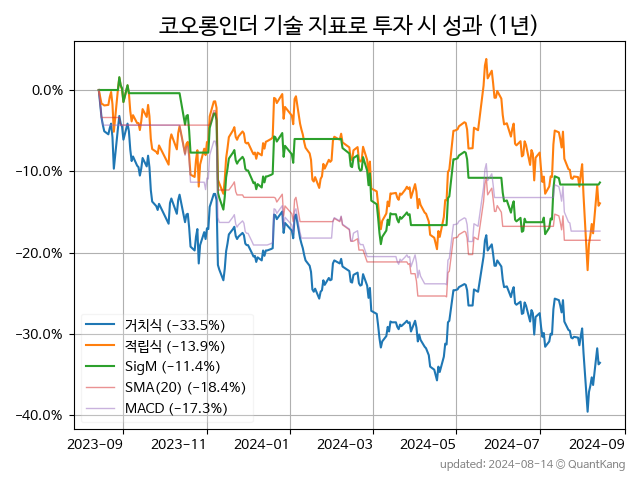 코오롱인더 기술 지표로 투자 시 성과 (1년)
0.0%
−10.0%
−20.0%
−30.0%
−40.0%
거치식 (−33.5%)
적립식 (−13.9%)
SigM (−11.4%)
SMA(20) (−18.4%)
MACD (−17.3%)
2023-09 2023-11 2024-01 2024-03 2024-05 2024-07 2024-09
updated: 2024-08-14 © QuantKang